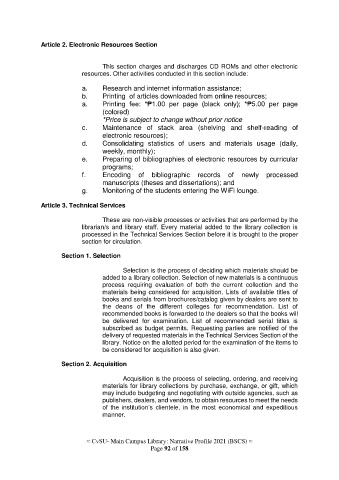 Article 2. Electronic Resources Section
This section charges and discharges CD ROMs and other electronic
resources. Other activities conducted in this section include:
a. Research and internet information assistance;
b. Printing of articles downloaded from online resources;
a. Printing fee: *₱1.00 per page (black only); *₱5.00 per page
(colored)
*Price is subject to change without prior notice
c. Maintenance of stack area (shelving and shelf-reading of
electronic resources);
d. Consolidating statistics of users and materials usage (daily,
weekly, monthly);
e. Preparing of bibliographies of electronic resources by curricular
programs;
f. Encoding of bibliographic records of newly processed
manuscripts (theses and dissertations); and
g. Monitoring of the students entering the WiFi lounge.
Article 3. Technical Services
These are non-visible processes or activities that are performed by the
librarian/s and library staff. Every material added to the library collection is
processed in the Technical Services Section before it is brought to the proper
section for circulation.
Section 1. Selection
Selection is the process of deciding which materials should be
added to a library collection. Selection of new materials is a continuous
process requiring evaluation of both the current collection and the
materials being considered for acquisition. Lists of available titles of
books and serials from brochures/catalog given by dealers are sent to
the deans of the different colleges for recommendation. List of
recommended books is forwarded to the dealers so that the books will
be delivered for examination. List of recommended serial titles is
subscribed as budget permits. Requesting parties are notified of the
delivery of requested materials in the Technical Services Section of the
library. Notice on the allotted period for the examination of the items to
be considered for acquisition is also given.
Section 2. Acquisition
Acquisition is the process of selecting, ordering, and receiving
materials for library collections by purchase, exchange, or gift, which
may include budgeting and negotiating with outside agencies, such as
publishers, dealers, and vendors, to obtain resources to meet the needs
of the institution's clientele, in the most economical and expeditious
manner.
CvSU- Main Campus Library: Narrative Profile 2021 (BSCS)
Page 92 of 158